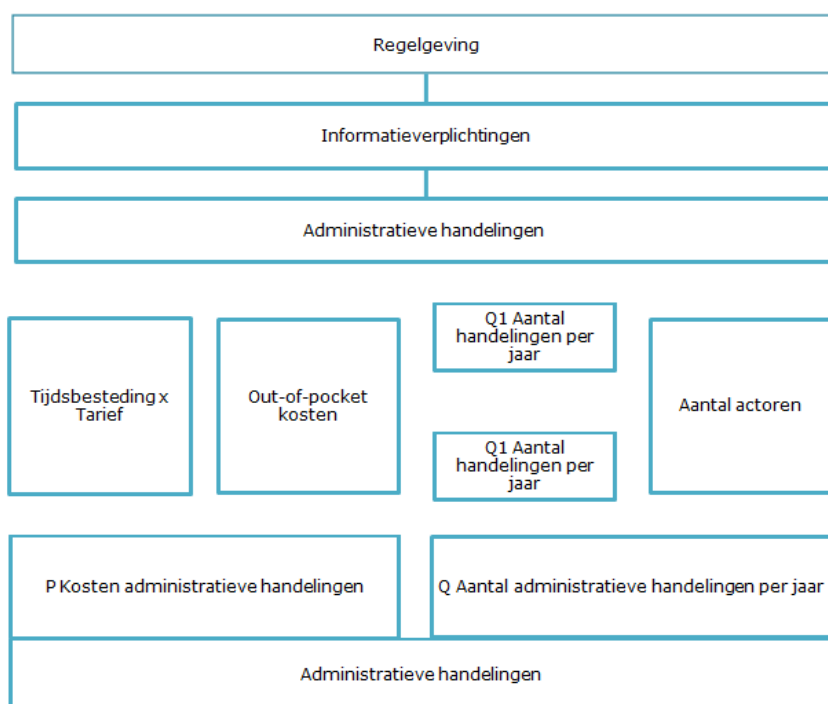 Regelgeving
Informatieverplichtingen
Administratieve handelingen
Tijdsbesteding x
Tarief
Out-of-pocket
kosten
Q1 Aantal
handelingen per
jaar
Q1 Aantal
handelingen per
jaar
Aantal actoren
P Kosten administratieve handelingen
Q Aantal administratieve handelingen per jaar
Administratieve handelingen